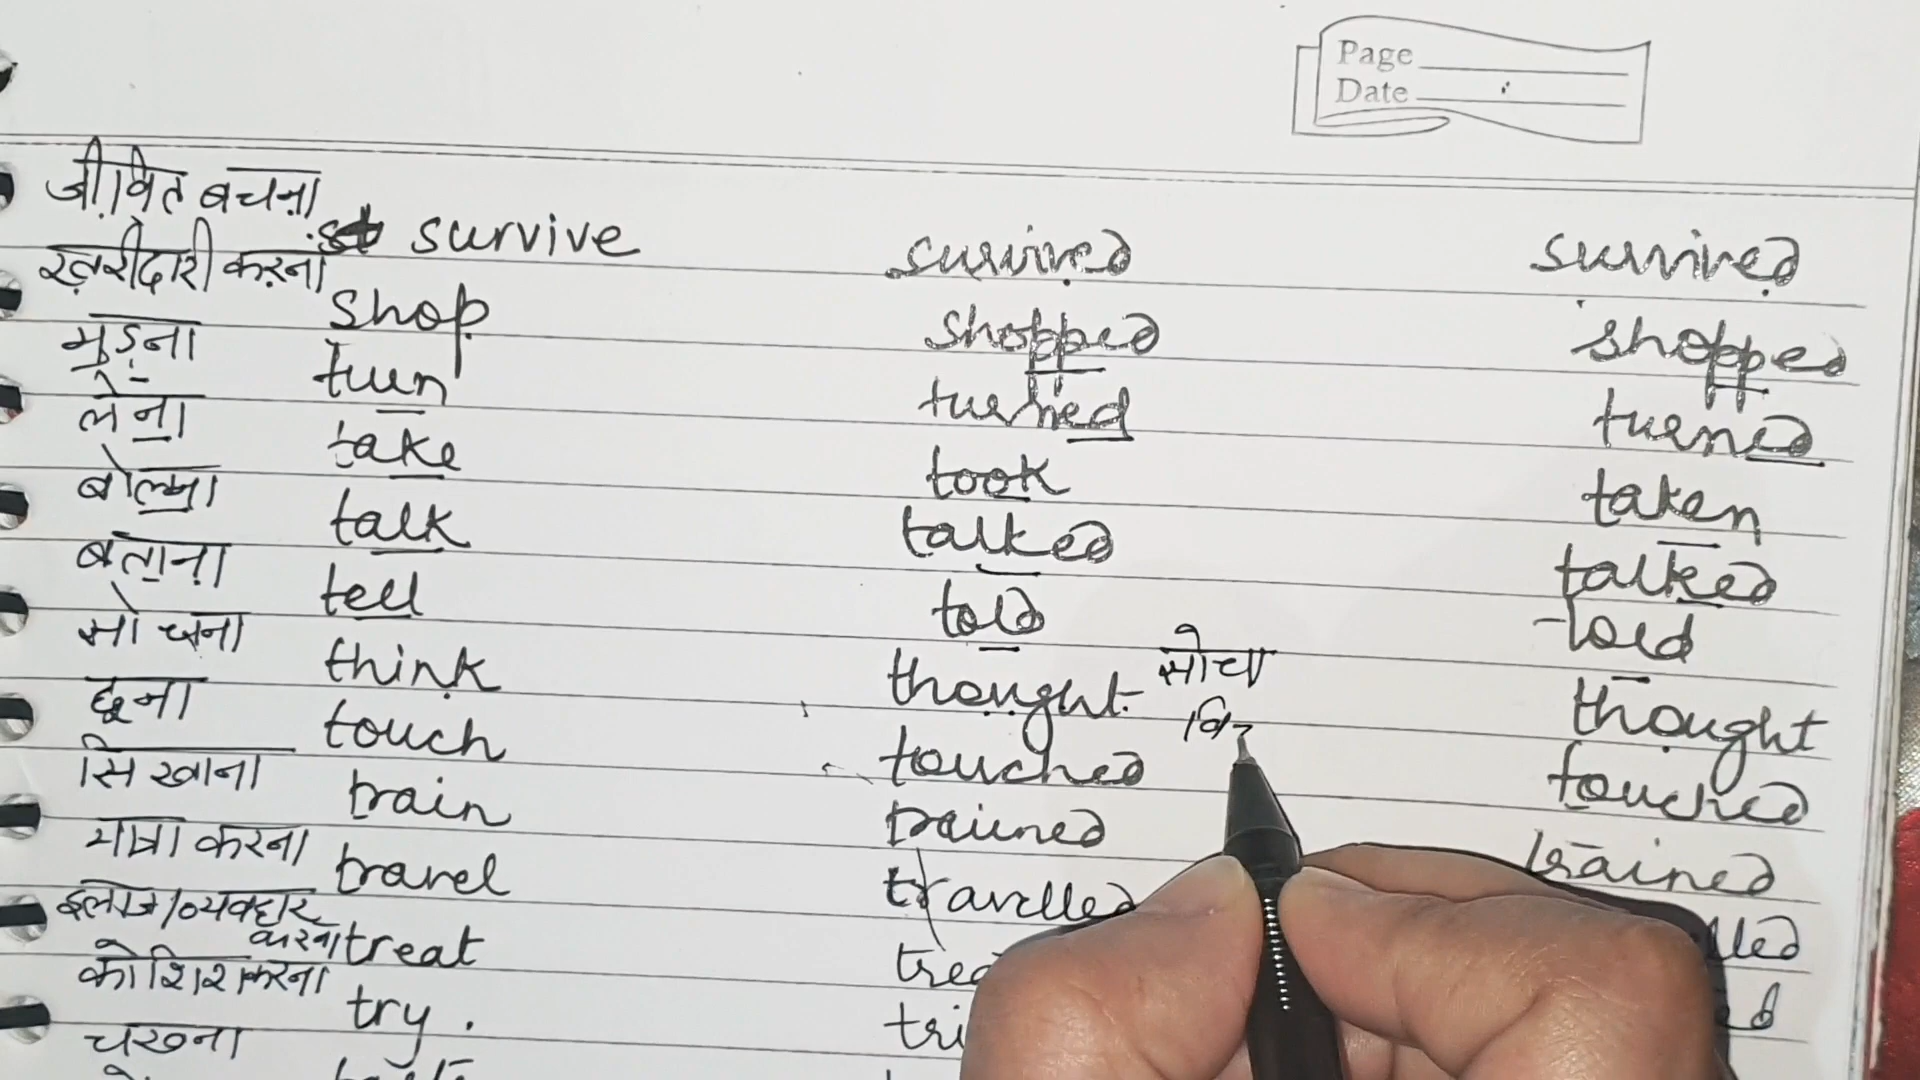 Page
Date
जीवित बचना survive survived survived
खरीदारी करना shop shopped shopped
मुड़ना turn turned turned
लेना take took taken
बोलना talk talked talked
बताना tell told told
सोचना think thought सोचा thought
छूना touch touched touched
सिखाना train trained trained
यात्रा करना travel travelled
इलाज/व्यवहार करना treat
कोशिश करना try.
चखना